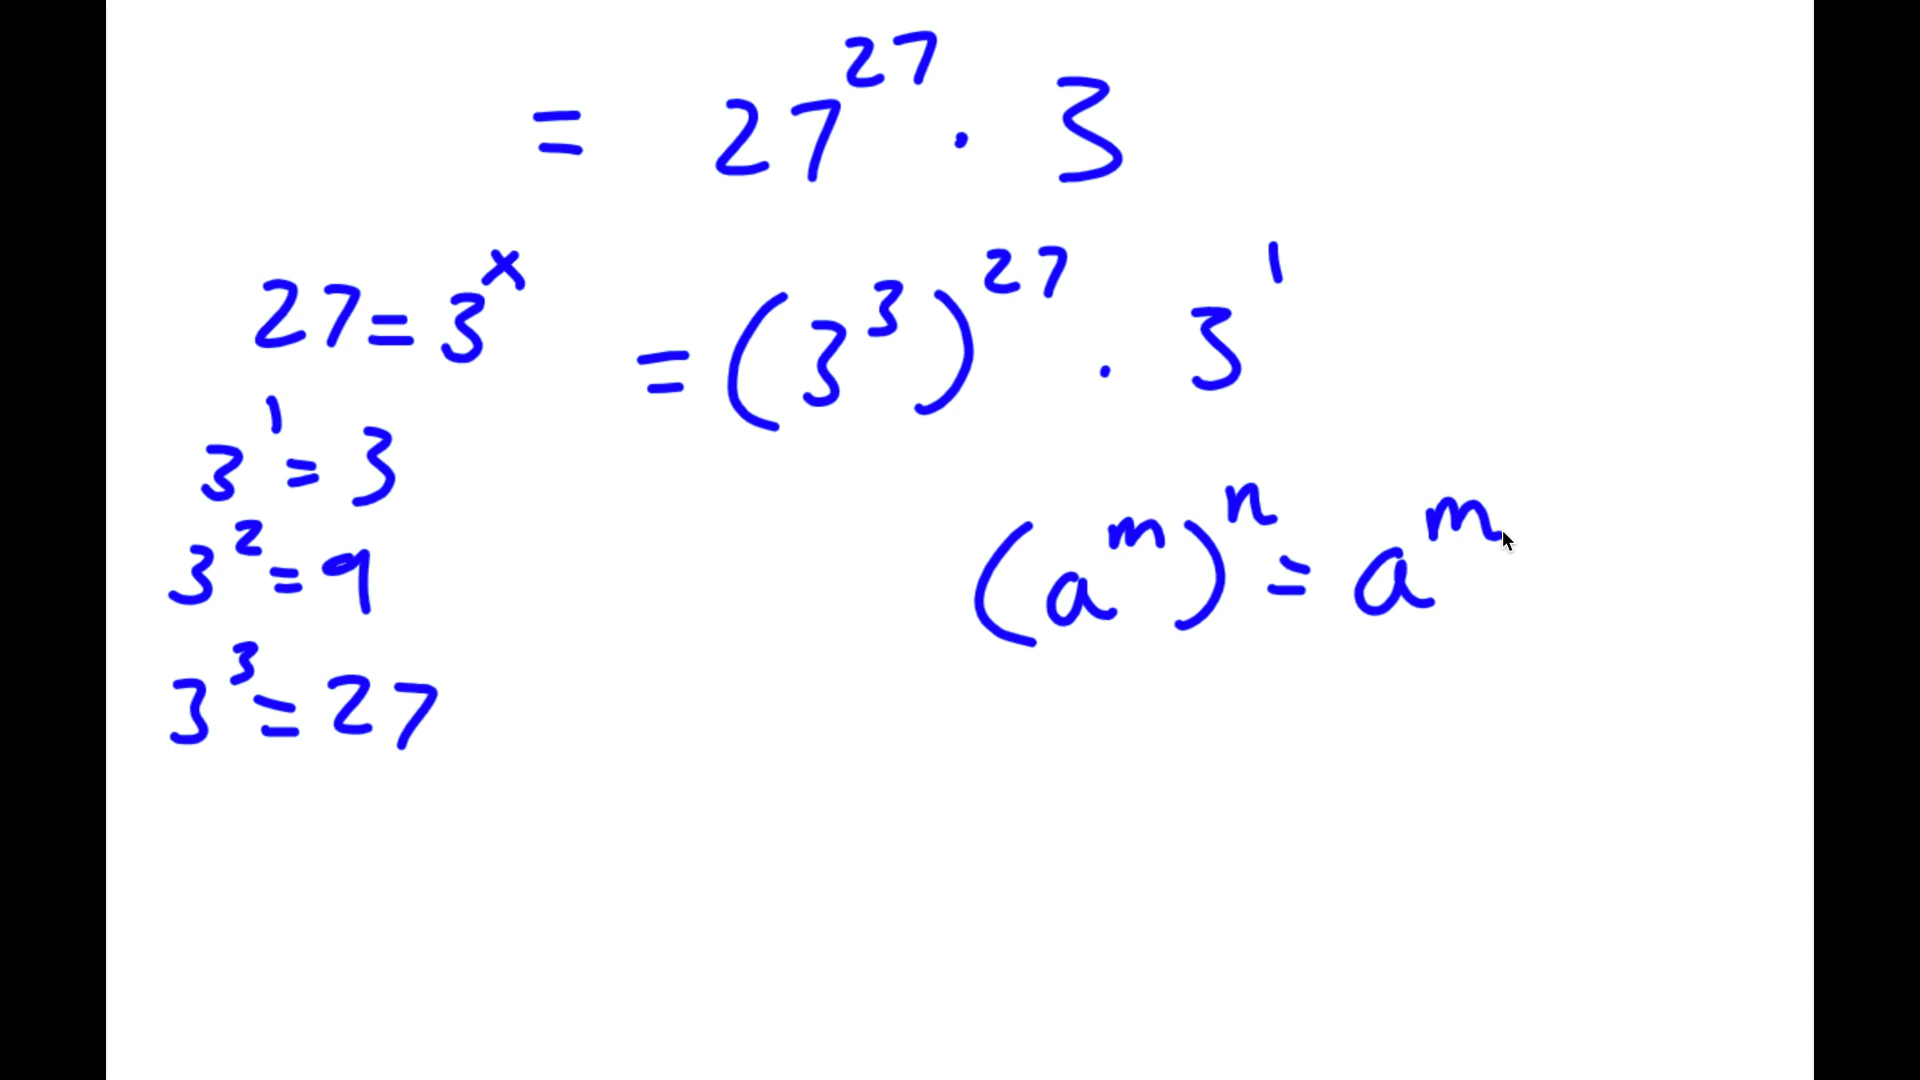 = 27^27 · 3
27 = 3^x
= (3^3)^27 · 3^1
3^1 = 3
3^2 = 9
3^3 = 27
(a^m)^n = a^m